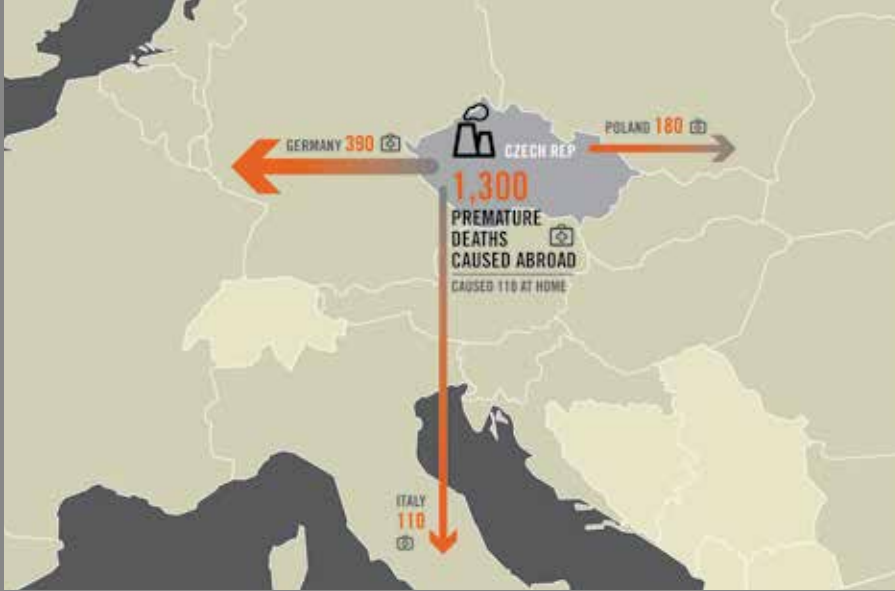 GERMANY 390
CZECH REP
POLAND 180
1,300
PREMATURE
DEATHS
CAUSED ABROAD
CAUSED 110 AT HOME
ITALY
110